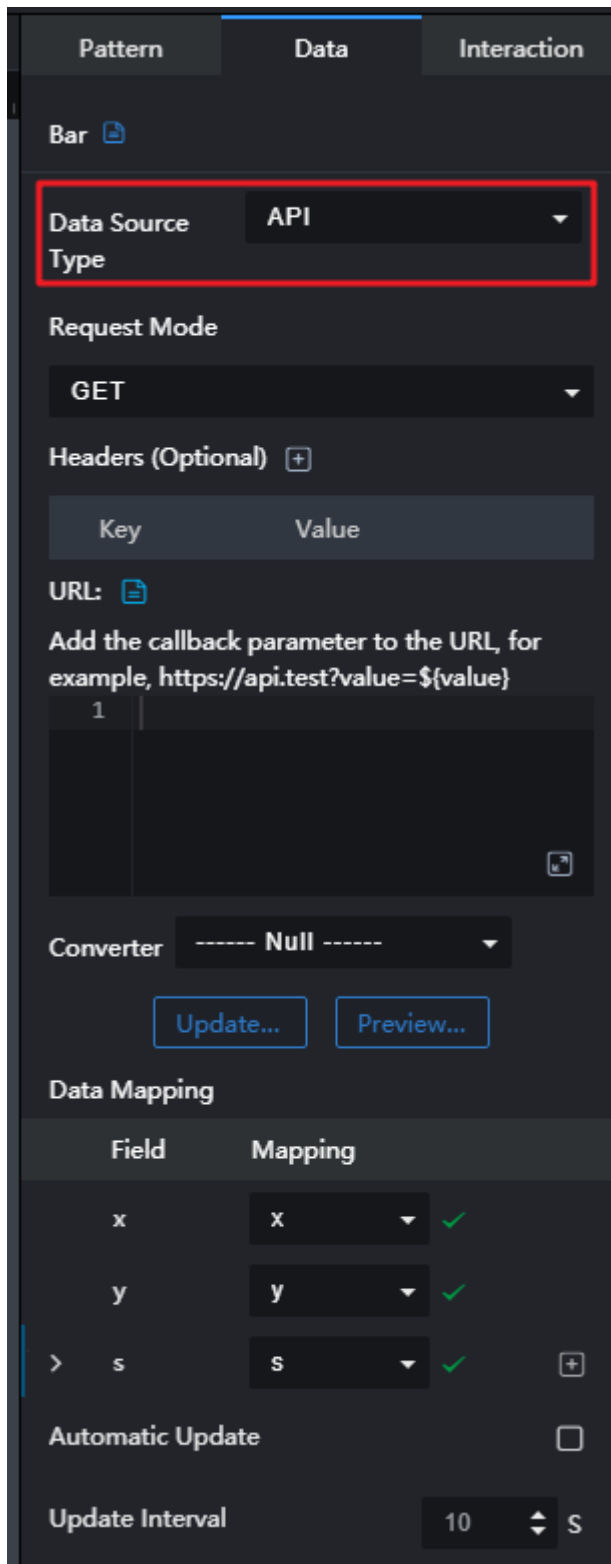 Pattern Data Interaction
Bar
Data Source API
Type
Request Mode
GET
Headers (Optional)
Key Value
URL:
Add the callback parameter to the URL, for
example, https://api.test?value=${value}
1
Converter ------ Null ------
Update... Preview...
Data Mapping
Field Mapping
x x
y y
s s
Automatic Update
Update Interval 10 S